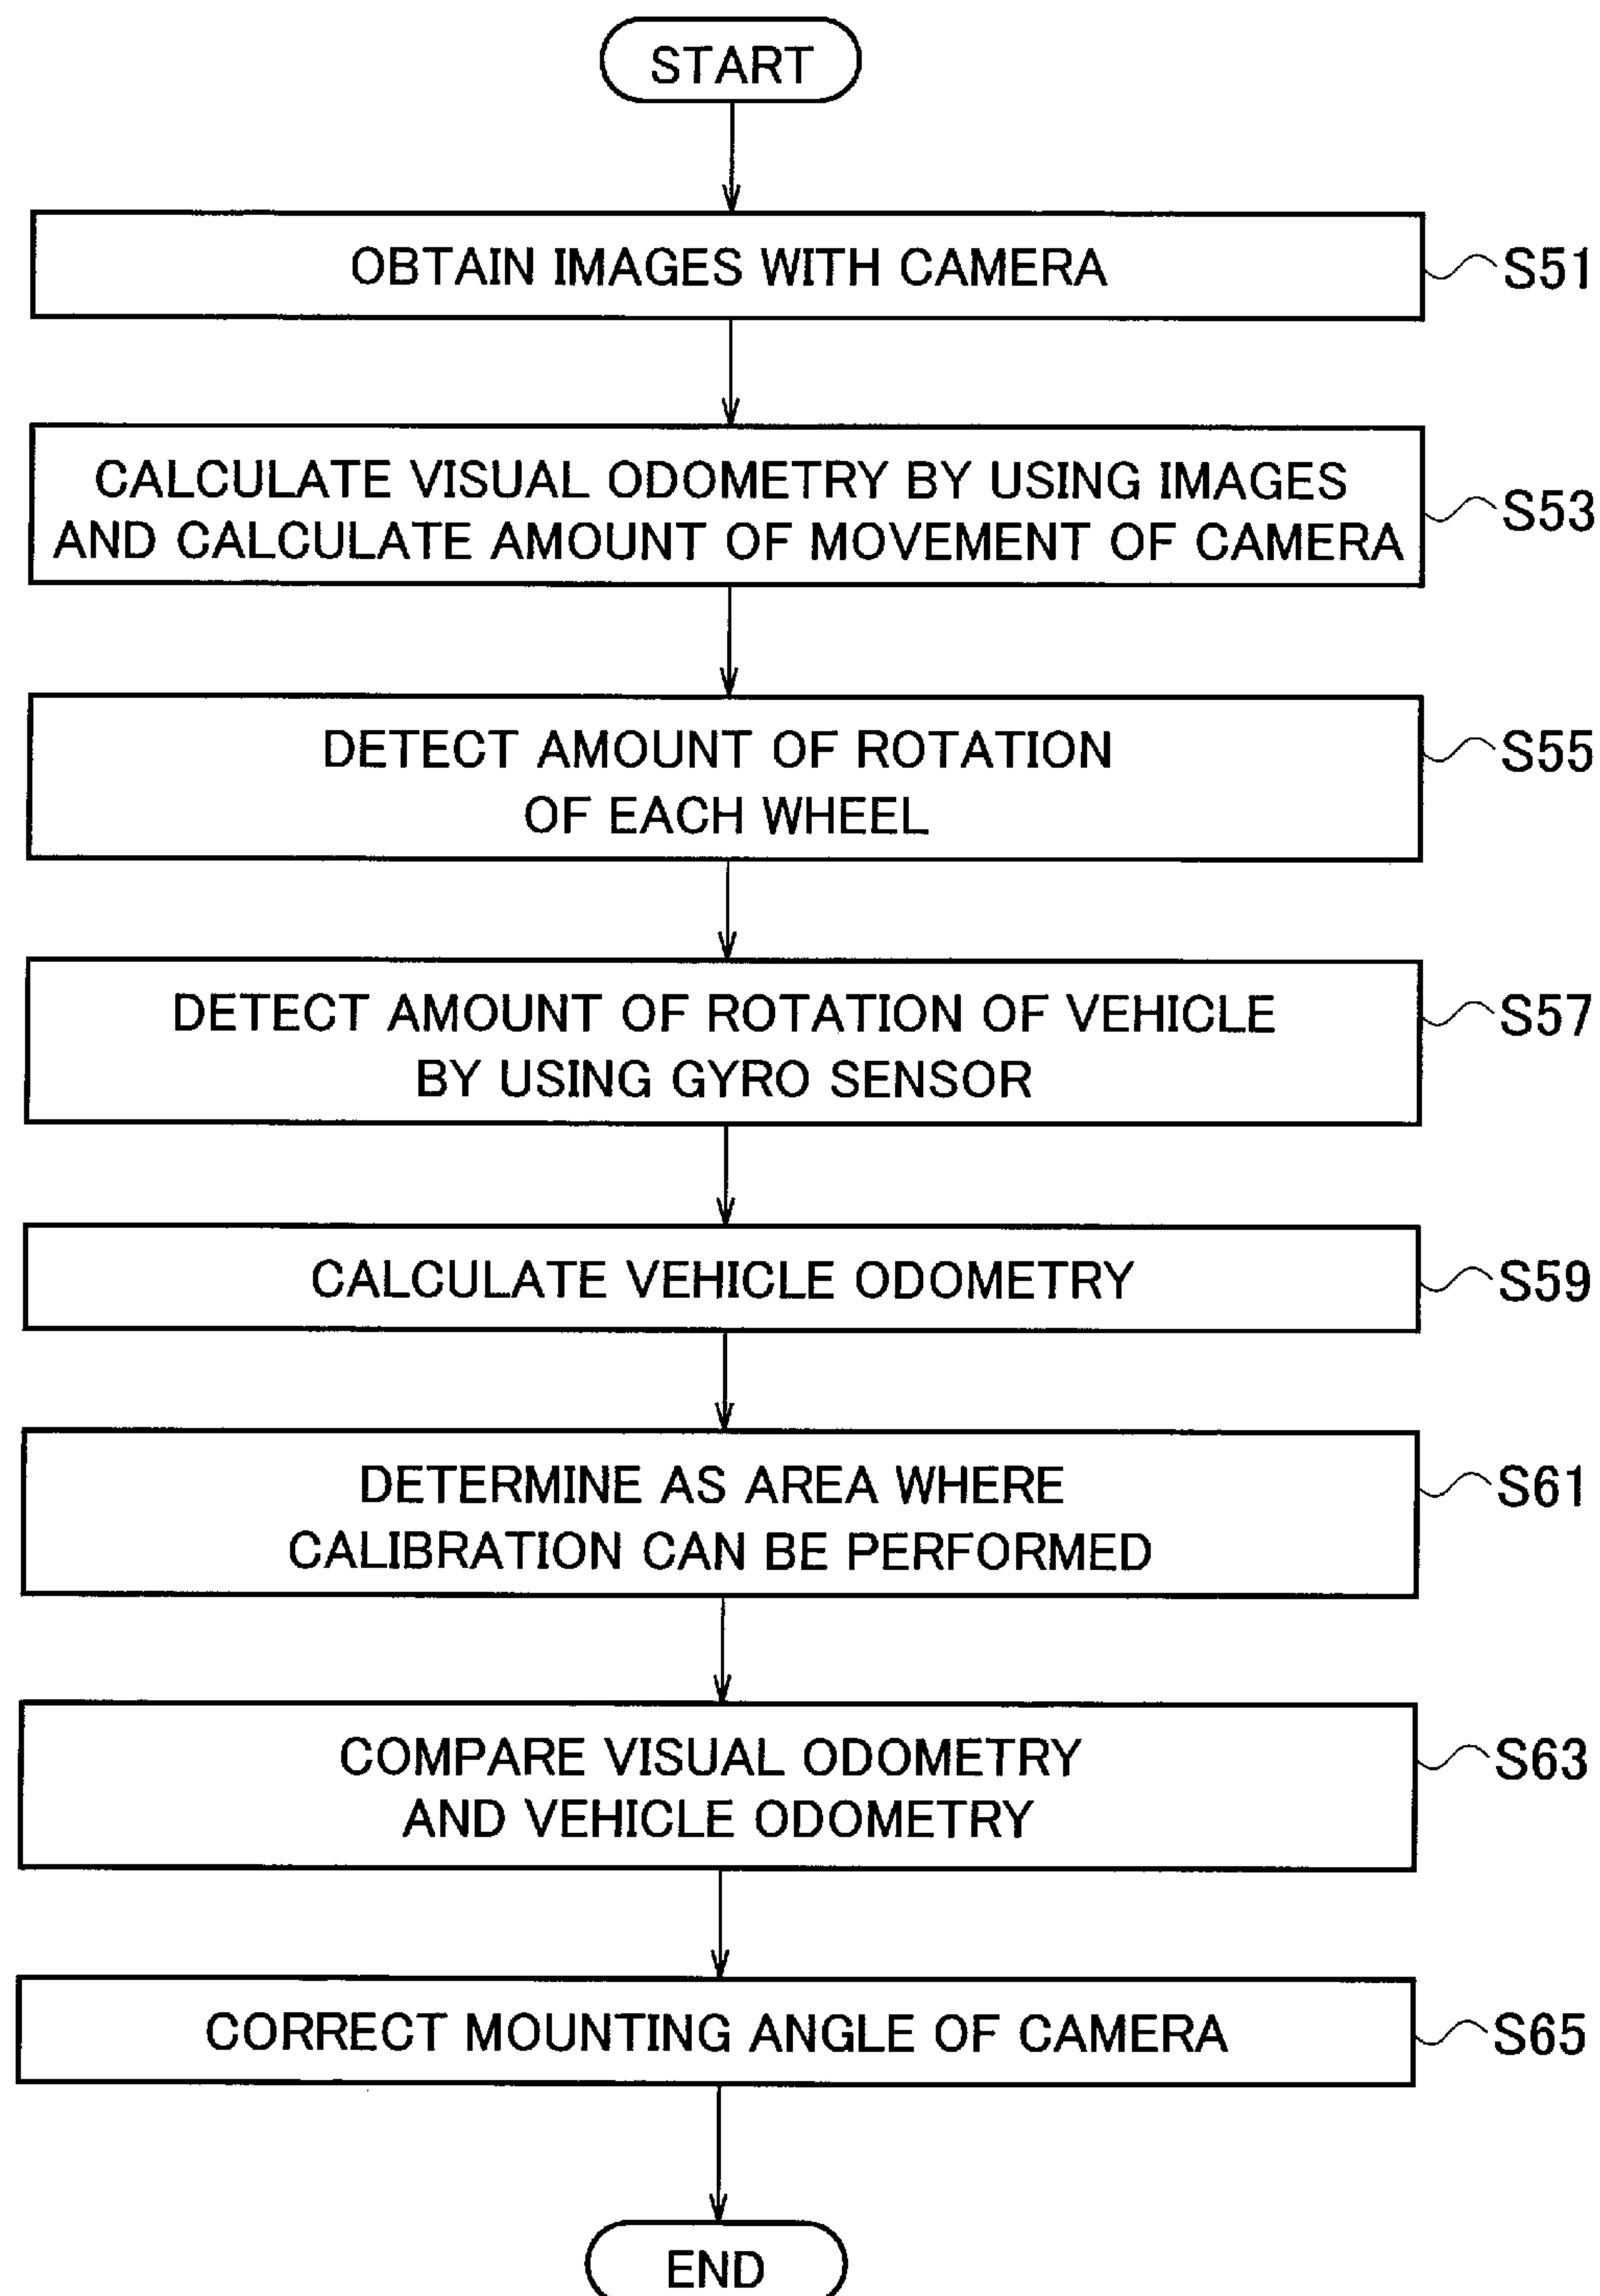 START
OBTAIN IMAGES WITH CAMERA
S51
CALCULATE VISUAL ODOMETRY BY USING IMAGES
AND CALCULATE AMOUNT OF MOVEMENT OF CAMERA
S53
DETECT AMOUNT OF ROTATION
OF EACH WHEEL
S55
DETECT AMOUNT OF ROTATION OF VEHICLE
BY USING GYRO SENSOR
S57
CALCULATE VEHICLE ODOMETRY
S59
DETERMINE AS AREA WHERE
CALIBRATION CAN BE PERFORMED
S61
COMPARE VISUAL ODOMETRY
AND VEHICLE ODOMETRY
S63
CORRECT MOUNTING ANGLE OF CAMERA
S65
END